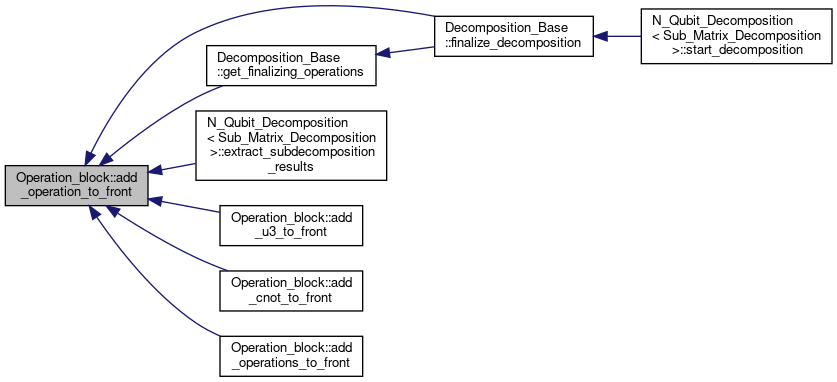 Operation_block::add
_operation_to_front
Decomposition_Base
::finalize_decomposition
N_Qubit_Decomposition
< Sub_Matrix_Decomposition
>::start_decomposition
Decomposition_Base
::get_finalizing_operations
N_Qubit_Decomposition
< Sub_Matrix_Decomposition
>::extract_subdecomposition
_results
Operation_block::add
_u3_to_front
Operation_block::add
_cnot_to_front
Operation_block::add
_operations_to_front